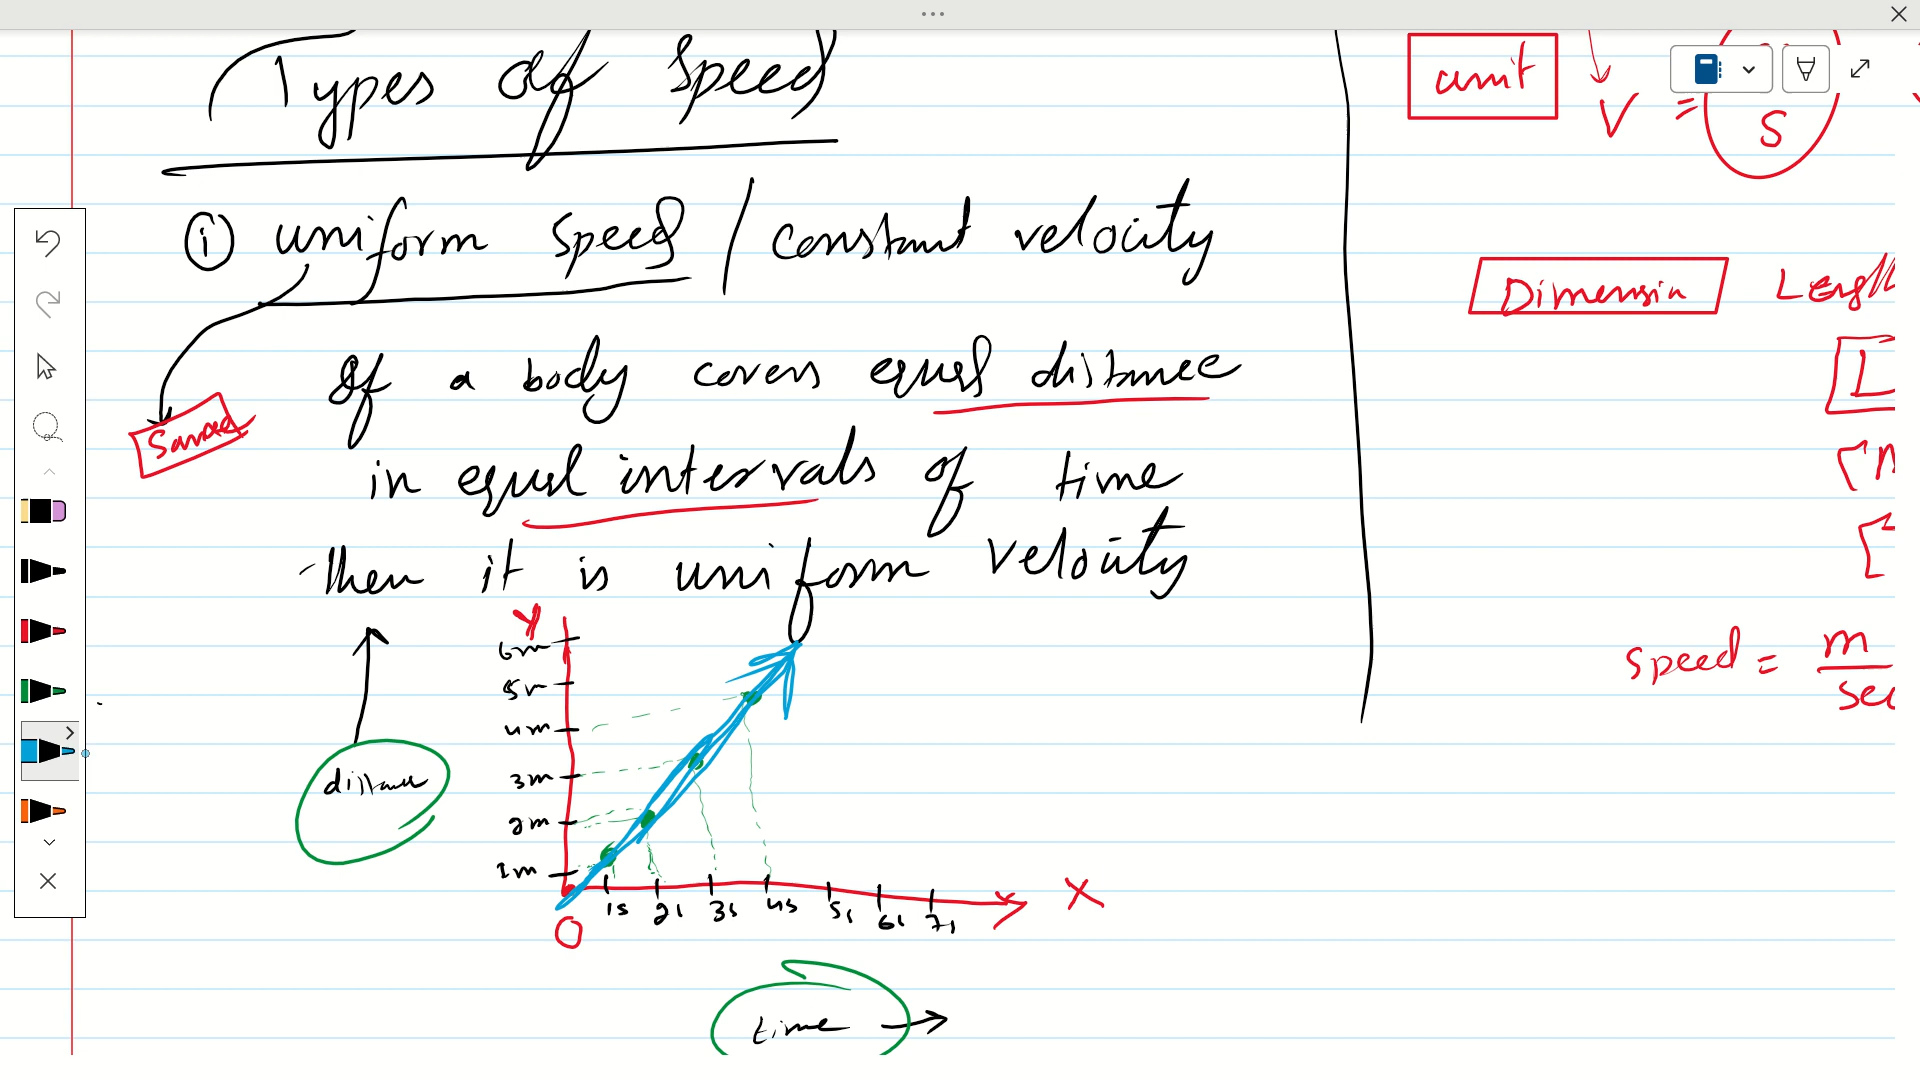 Types of Speed
① uniform speed / constant velocity
If a body covers equal distance
in equal intervals of time
then it is uniform velocity
Y
6m
5m
4m
3m
2m
1m
distance
O
1s 2s 3s 4s 5s 6s 7s
X
time
unit
V =
S
Dimension
Length
[L
[M
[
speed = m
sec